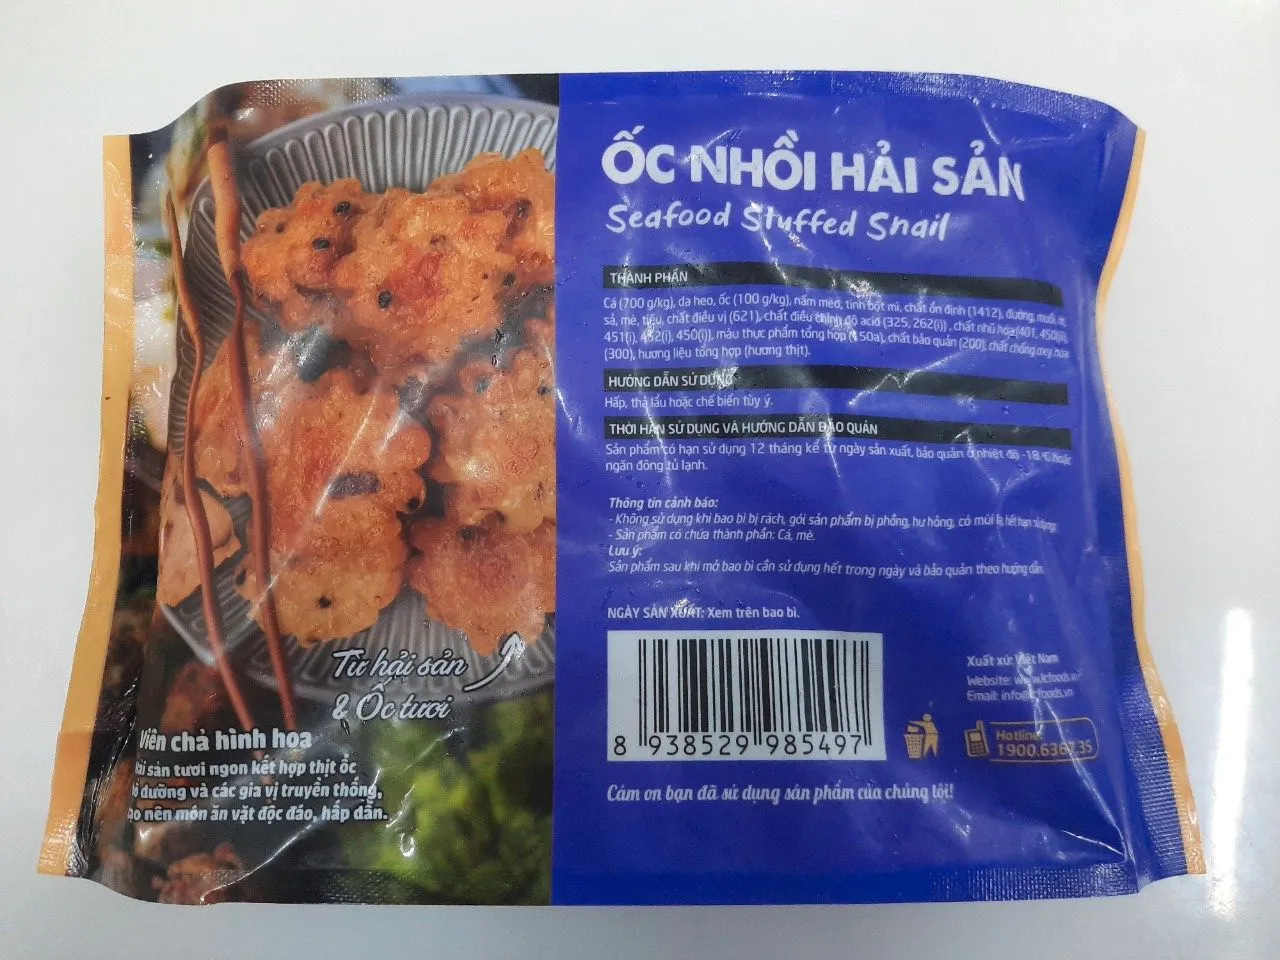 ỐC NHỒI HẢI SẢN
Seafood Stuffed Snail
THÀNH PHẦN
Cá (700 g/kg), da heo, ốc (100 g/kg), nấm mèo, tinh bột mì, chất ổn định (1412), đường, muối, ớt,
sả, mè, tiêu, chất điều vị (621), chất điều chỉnh độ acid (325, 262(i)), chất nhũ hóa (401, 450(iii),
451(i), 452(i), 450(i)), màu thực phẩm tổng hợp (150a), chất bảo quản (200), chất chống oxy hóa
(300), hương liệu tổng hợp (hương thịt).
HƯỚNG DẪN SỬ DỤNG
Hấp, thả lẩu hoặc chế biến tùy ý.
THỜI HẠN SỬ DỤNG VÀ HƯỚNG DẪN BẢO QUẢN
Sản phẩm có hạn sử dụng 12 tháng kể từ ngày sản xuất, bảo quản ở nhiệt độ -18 °C hoặc
ngăn đông tủ lạnh.
Thông tin cảnh báo:
- Không sử dụng khi bao bì bị rách, gói sản phẩm bị phồng, hư hỏng, có mùi lạ, hết hạn sử dụng.
- Sản phẩm có chứa thành phần: Cá, mè.
Lưu ý:
Sản phẩm sau khi mở bao bì cần sử dụng hết trong ngày và bảo quản theo hướng dẫn.
NGÀY SẢN XUẤT: Xem trên bao bì.
8 938529 985497
Xuất xứ: Việt Nam
Website: www.lcfoods.vn
Email: info@lcfoods.vn
Hotline:
1900.6367.35
Cảm ơn bạn đã sử dụng sản phẩm của chúng tôi!
Từ hải sản
& Ốc tươi
Viên chả hình hoa
sản tươi ngon kết hợp thịt ốc
dưỡng và các gia vị truyền thống,
nên món ăn vặt độc đáo, hấp dẫn.